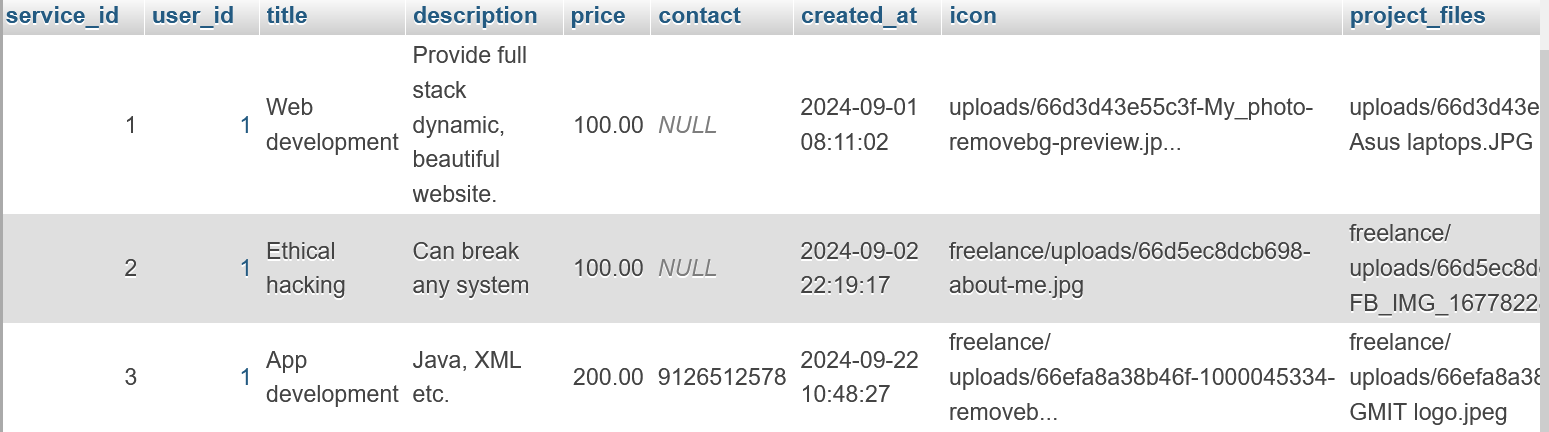 service_id user_id title description price contact created_at icon project_files
1 1 Web development Provide full stack dynamic, beautiful website. 100.00 NULL 2024-09-01 08:11:02 uploads/66d3d43e55c3f-My_photo-removebg-preview.jp... uploads/66d3d43e Asus laptops.JPG
2 1 Ethical hacking Can break any system 100.00 NULL 2024-09-02 22:19:17 freelance/uploads/66d5ec8dcb698-about-me.jpg freelance/uploads/66d5ec8d FB_IMG_1677822
3 1 App development Java, XML etc. 200.00 9126512578 2024-09-22 10:48:27 freelance/uploads/66efa8a38b46f-1000045334-removeb... freelance/uploads/66efa8a38 GMIT logo.jpeg